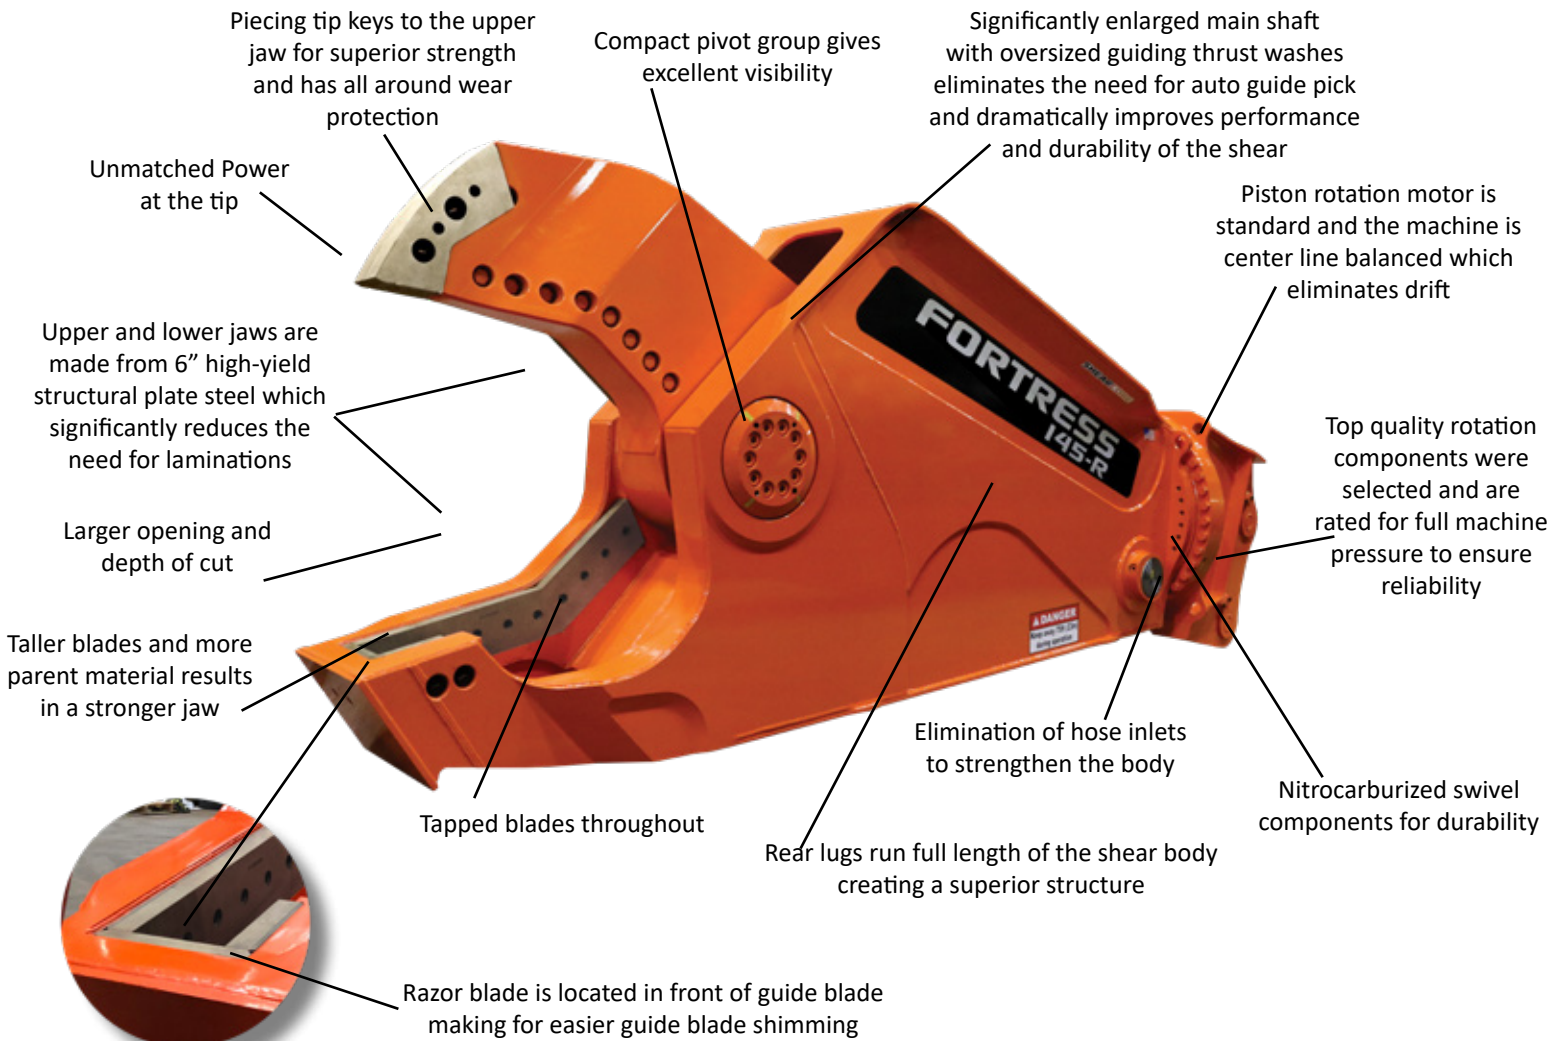 Piecing tip keys to the upper
jaw for superior strength
and has all around wear
protection
Compact pivot group gives
excellent visibility
Significantly enlarged main shaft
with oversized guiding thrust washes
eliminates the need for auto guide pick
and dramatically improves performance
and durability of the shear
Unmatched Power
at the tip
Piston rotation motor is
standard and the machine is
center line balanced which
eliminates drift
Upper and lower jaws are
made from 6” high-yield
structural plate steel which
significantly reduces the
need for laminations
FORTRESS
145-R
SHEAR
Top quality rotation
components were
selected and are
rated for full machine
pressure to ensure
reliability
Larger opening and
depth of cut
DANGER
Keep away
during operation
Taller blades and more
parent material results
in a stronger jaw
Elimination of hose inlets
to strengthen the body
Nitrocarburized swivel
components for durability
Tapped blades throughout
Rear lugs run full length of the shear body
creating a superior structure
Razor blade is located in front of guide blade
making for easier guide blade shimming